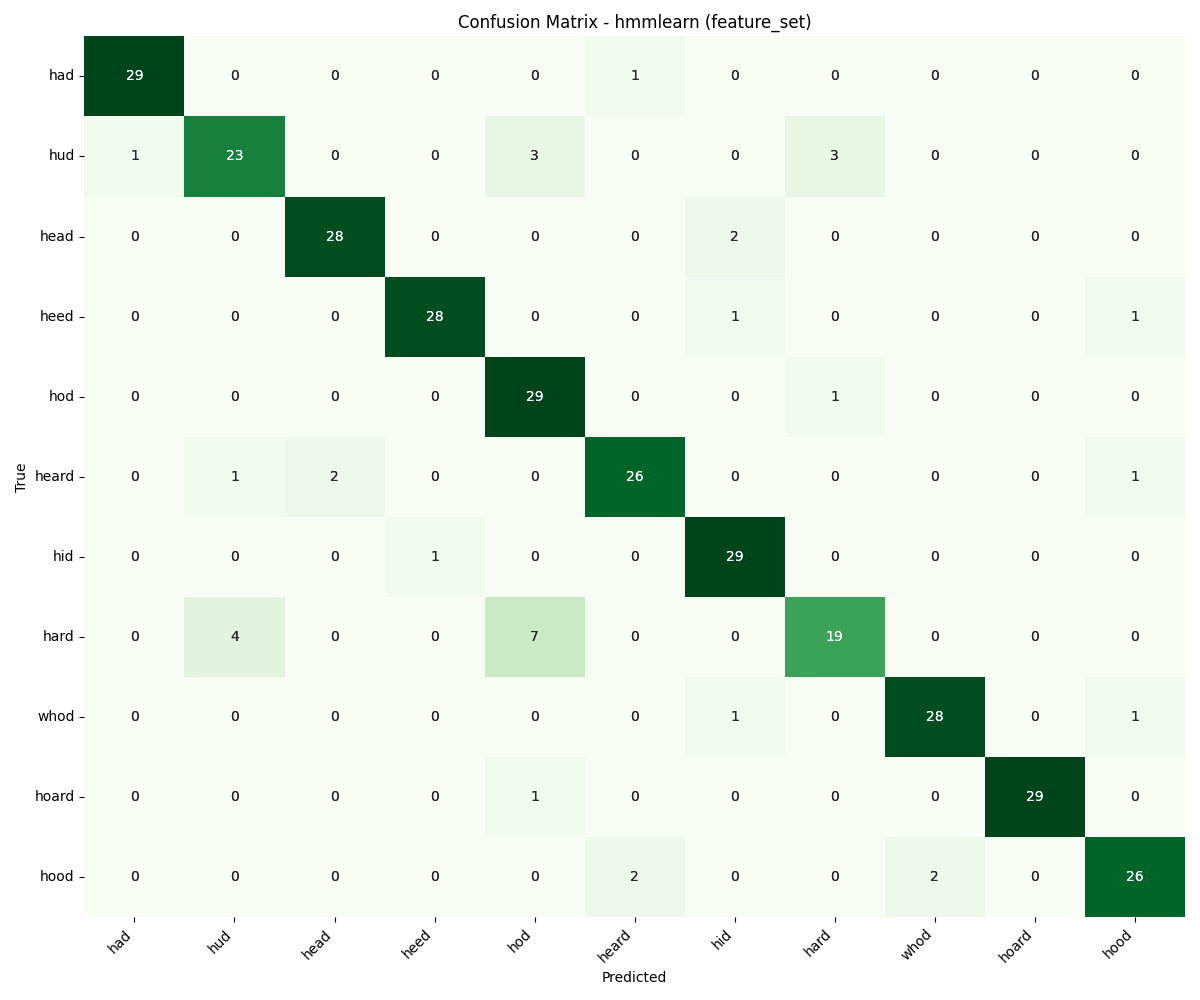 Confusion Matrix - hmmlearn (feature_set)
had 29 0 0 0 0 1 0 0 0 0 0
hud 1 23 0 0 3 0 0 3 0 0 0
head 0 0 28 0 0 0 2 0 0 0 0
heed 0 0 0 28 0 0 1 0 0 0 1
hod 0 0 0 0 29 0 0 1 0 0 0
True
heard 0 1 2 0 0 26 0 0 0 0 1
hid 0 0 0 1 0 0 29 0 0 0 0
hard 0 4 0 0 7 0 0 19 0 0 0
whod 0 0 0 0 0 0 1 0 28 0 1
hoard 0 0 0 0 1 0 0 0 0 29 0
hood 0 0 0 0 0 2 0 0 2 0 26
had hud head heed hod heard hid hard whod hoard hood
Predicted